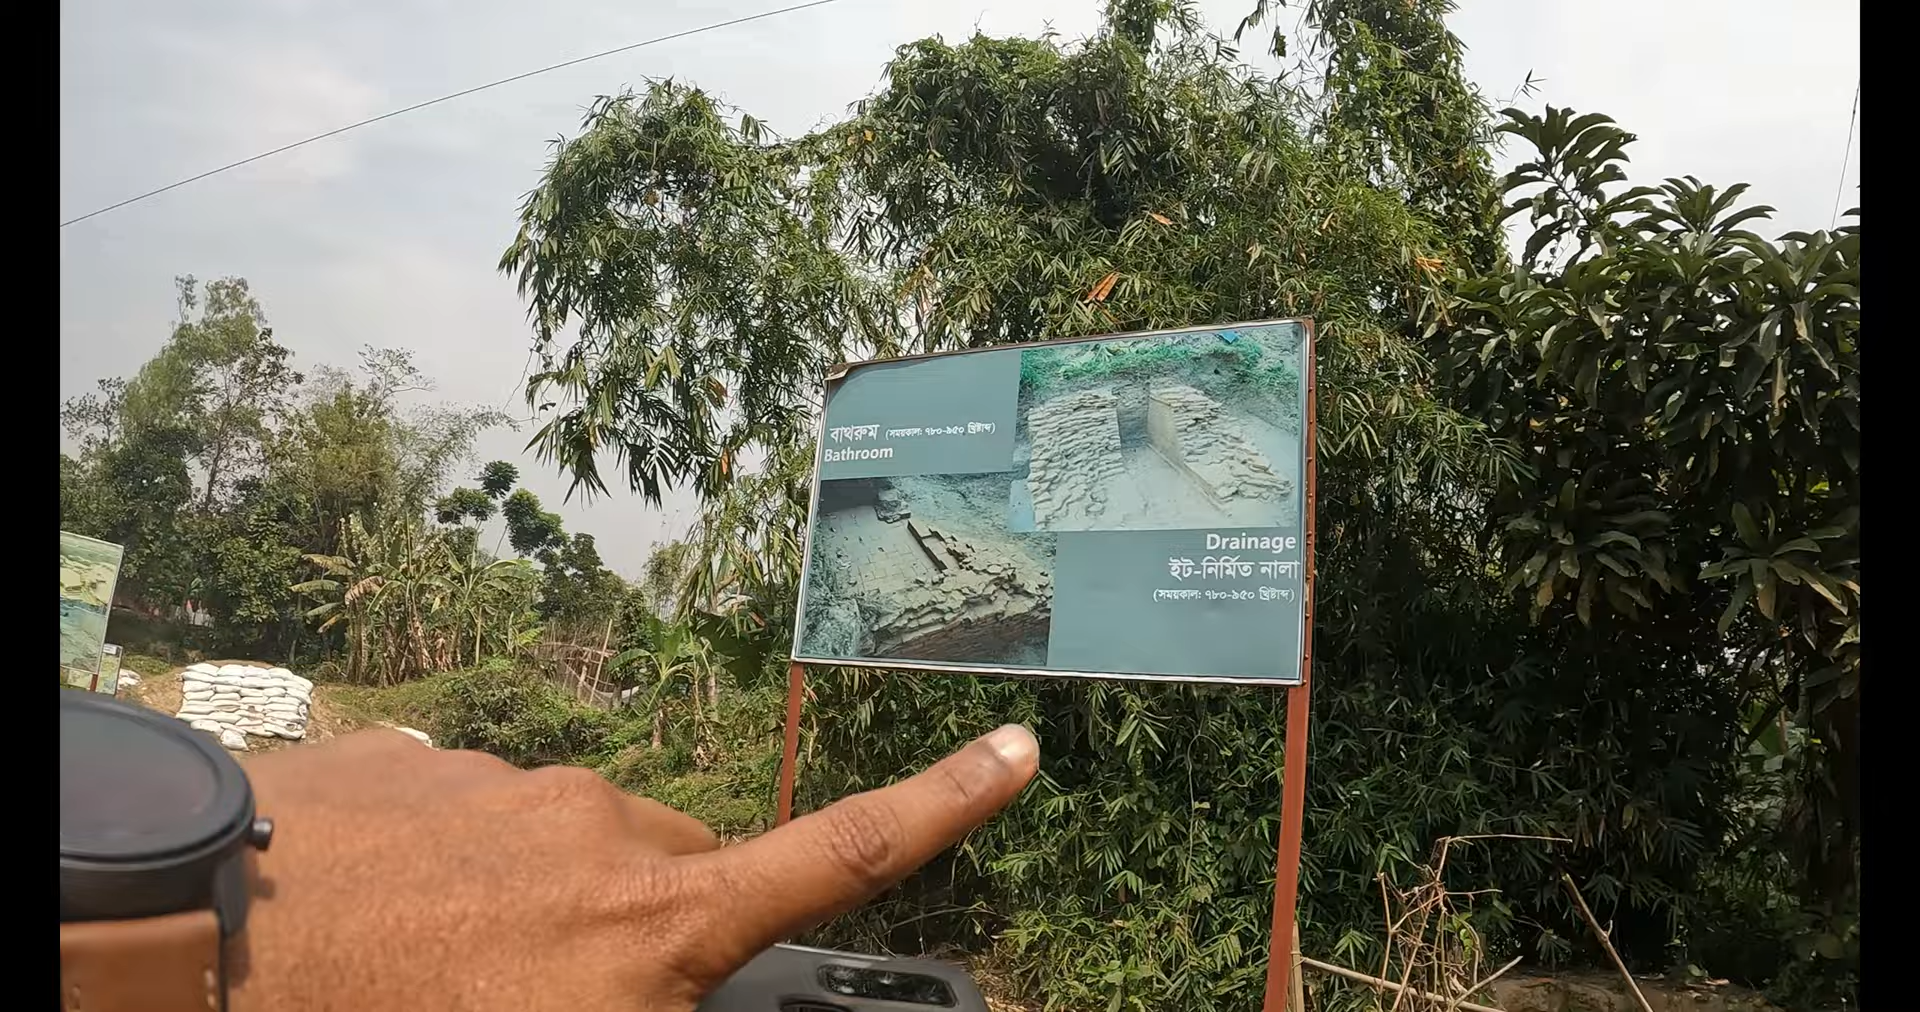 বাথরুম (সময়কাল: ৭৮০-৯৫০ খ্রিষ্টাব্দ)
Bathroom
Drainage
ইট-নির্মিত নালা
(সময়কাল: ৭৮০-৯৫০ খ্রিষ্টাব্দ)